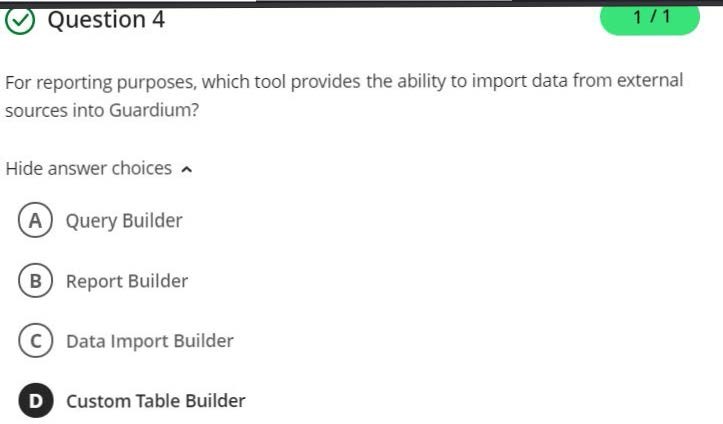 Question 4
1 / 1
For reporting purposes, which tool provides the ability to import data from external
sources into Guardium?
Hide answer choices
A Query Builder
B Report Builder
C Data Import Builder
D Custom Table Builder